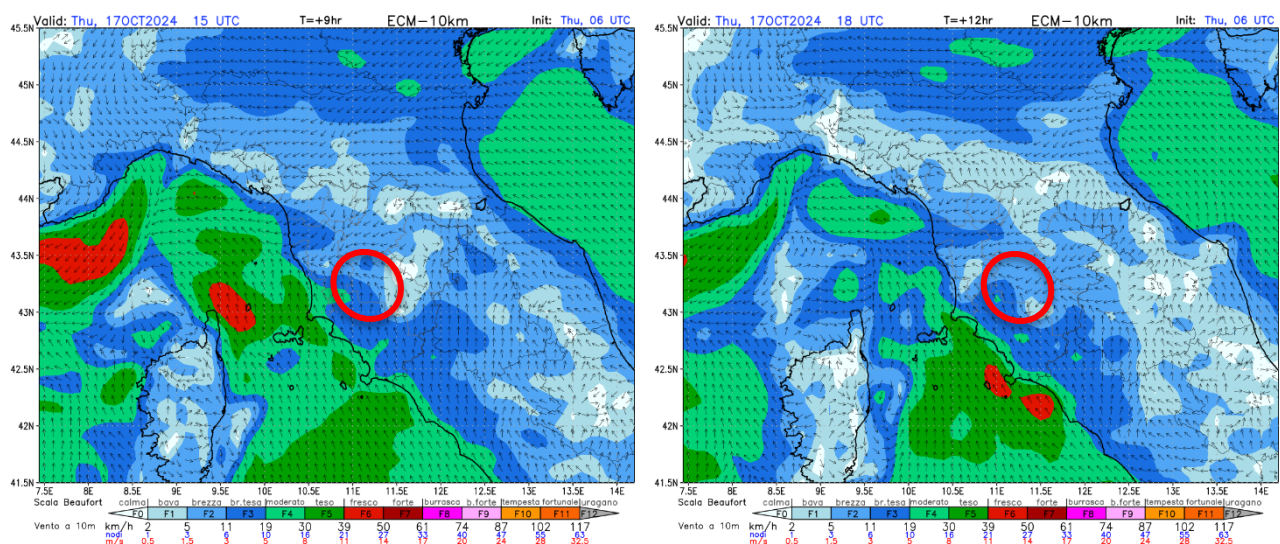 Valid: Thu, 17OCT2024 15 UTC T=+9hr ECM-10km Init: Thu, 06 UTC
45.5N
45N
44.5N
44N
43.5N
43N
42.5N
42N
41.5N
7.5E 8E 8.5E 9E 9.5E 10E 10.5E 11E 11.5E 12E 12.5E 13E 13.5E 14E
Scala Beaufort calmo bava brezza br.tesa moderato teso fresco forte burrasca b.forte tempesta fortunale uragano
F0 F1 F2 F3 F4 F5 F6 F7 F8 F9 F10 F11 F12
Vento a 10m km/h 2 5 11 19 30 39 50 61 74 87 102 117
nodi 1 3 6 10 16 21 27 33 40 47 55 63
m/s 0.5 1.5 3 5 8 11 14 17 20 24 28 32.5
Valid: Thu, 17OCT2024 18 UTC T=+12hr ECM-10km Init: Thu, 06 UTC
45.5N
45N
44.5N
44N
43.5N
43N
42.5N
42N
41.5N
7.5E 8E 8.5E 9E 9.5E 10E 10.5E 11E 11.5E 12E 12.5E 13E 13.5E 14E
Scala Beaufort calmo bava brezza br.tesa moderato teso fresco forte burrasca b.forte tempesta fortunale uragano
F0 F1 F2 F3 F4 F5 F6 F7 F8 F9 F10 F11 F12
Vento a 10m km/h 2 5 11 19 30 39 50 61 74 87 102 117
nodi 1 3 6 10 16 21 27 33 40 47 55 63
m/s 0.5 1.5 3 5 8 11 14 17 20 24 28 32.5